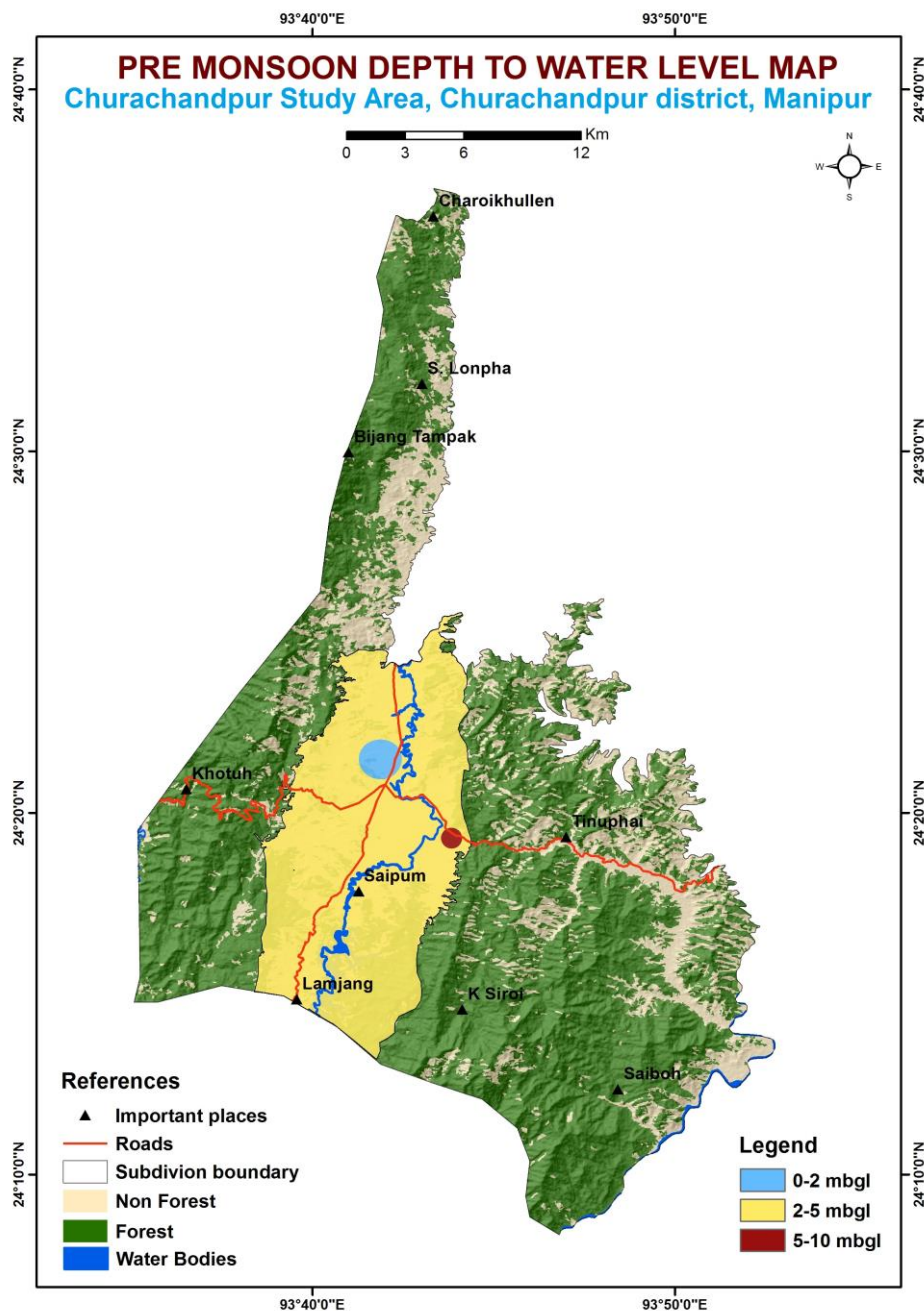 93°40'0"E 93°50'0"E
PRE MONSOON DEPTH TO WATER LEVEL MAP
Churachandpur Study Area, Churachandpur district, Manipur
24°40'0"N 24°40'0"N
Km
0 3 6 12
N
W E
S
Charoikhullen
S. Lonpha
Bijang Tampak
24°30'0"N 24°30'0"N
Khotuh
24°20'0"N 24°20'0"N
Tinuphai
Saipum
Lamjang
K Siroi
Saiboh
References
Important places
Roads
Subdivion boundary
Non Forest
Forest
Water Bodies
Legend
0-2 mbgl
2-5 mbgl
5-10 mbgl
24°10'0"N 24°10'0"N
93°40'0"E 93°50'0"E